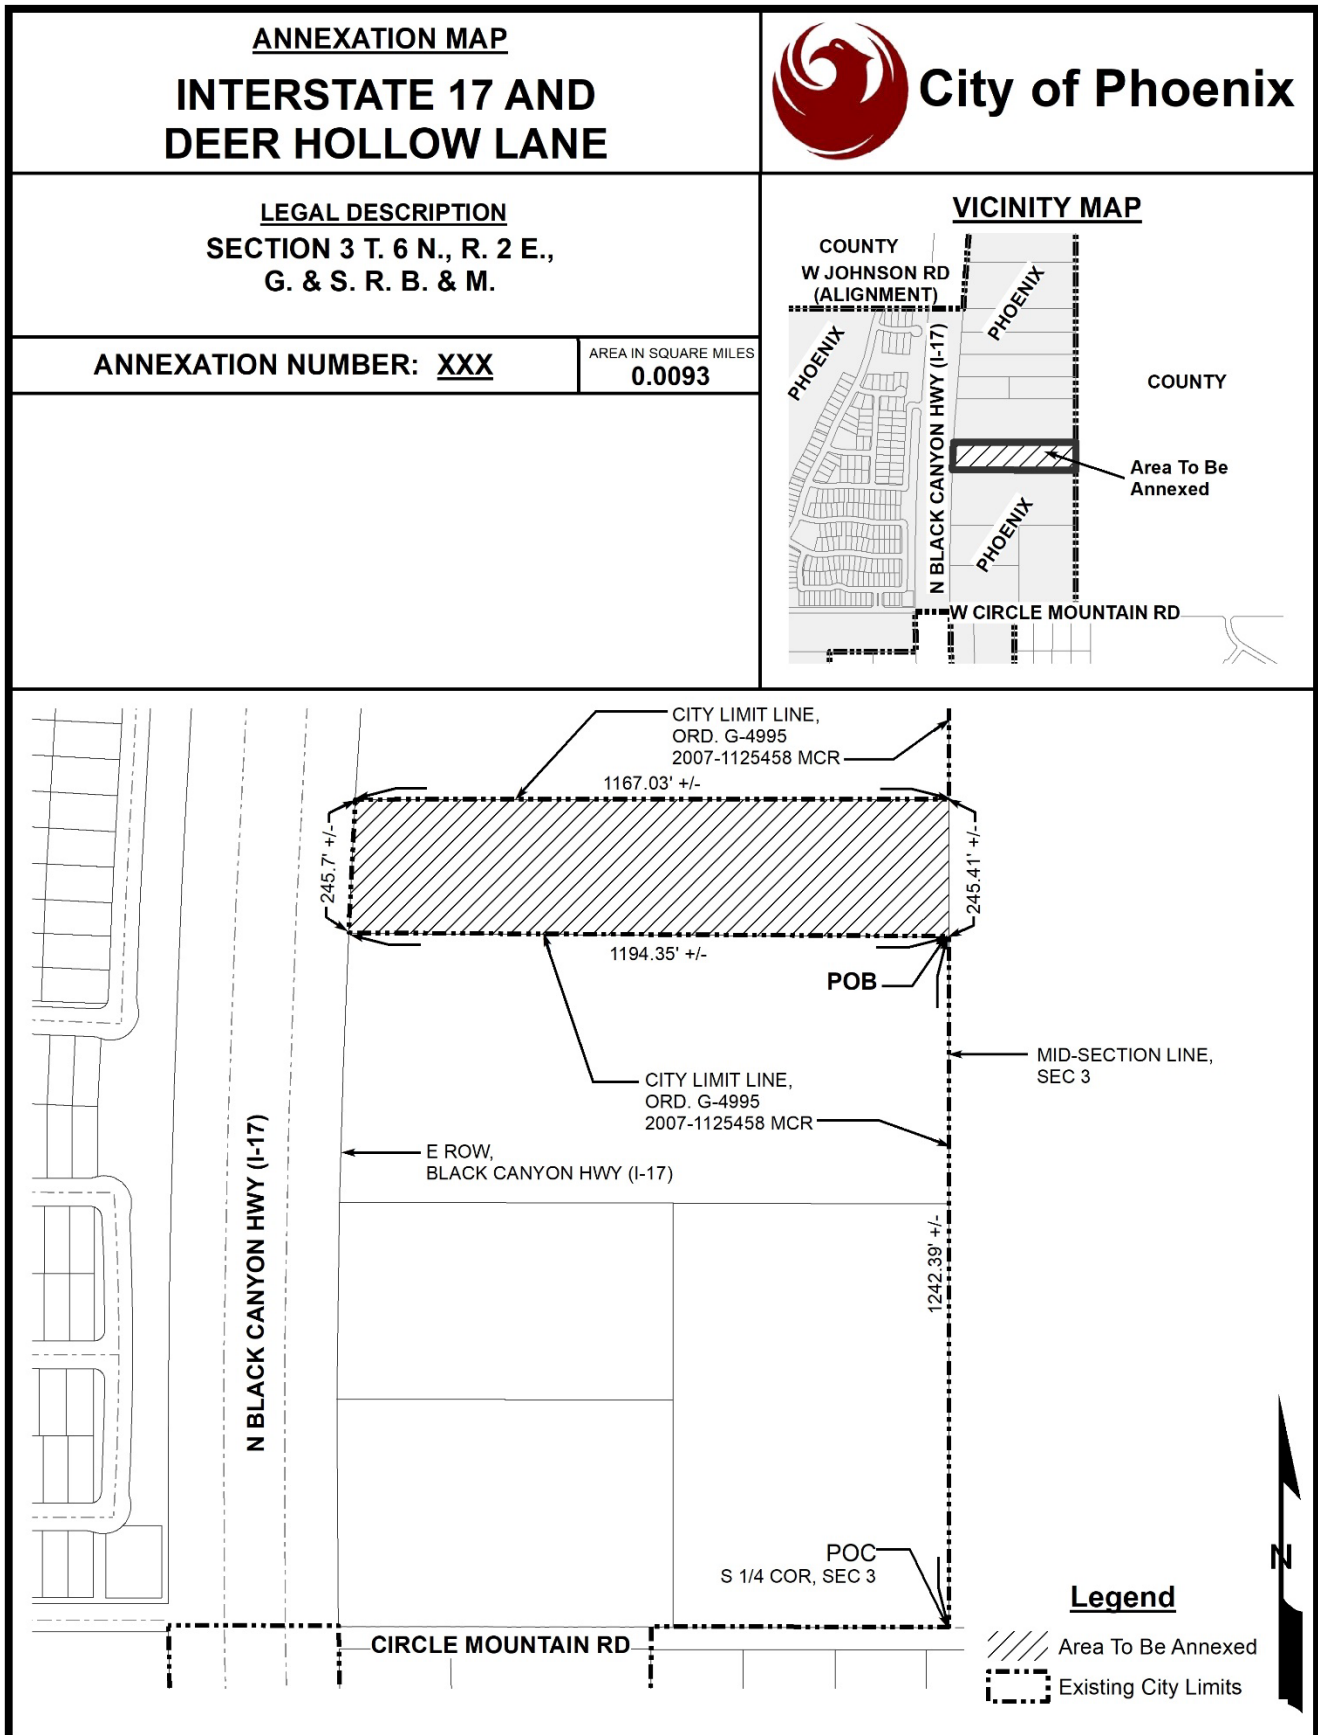 ANNEXATION MAP
INTERSTATE 17 AND
DEER HOLLOW LANE
City of Phoenix
LEGAL DESCRIPTION
SECTION 3 T. 6 N., R. 2 E.,
G. & S. R. B. & M.
ANNEXATION NUMBER: XXX
AREA IN SQUARE MILES
0.0093
VICINITY MAP
COUNTY
W JOHNSON RD
(ALIGNMENT)
PHOENIX
PHOENIX
N BLACK CANYON HWY (I-17)
COUNTY
Area To Be
Annexed
PHOENIX
W CIRCLE MOUNTAIN RD
CITY LIMIT LINE,
ORD. G-4995
2007-1125458 MCR
1167.03' +/-
245.7' +/-
245.41' +/-
1194.35' +/-
POB
MID-SECTION LINE,
SEC 3
CITY LIMIT LINE,
ORD. G-4995
2007-1125458 MCR
E ROW,
BLACK CANYON HWY (I-17)
N BLACK CANYON HWY (I-17)
1242.39' +/-
POC
S 1/4 COR, SEC 3
CIRCLE MOUNTAIN RD
N
Legend
Area To Be Annexed
Existing City Limits